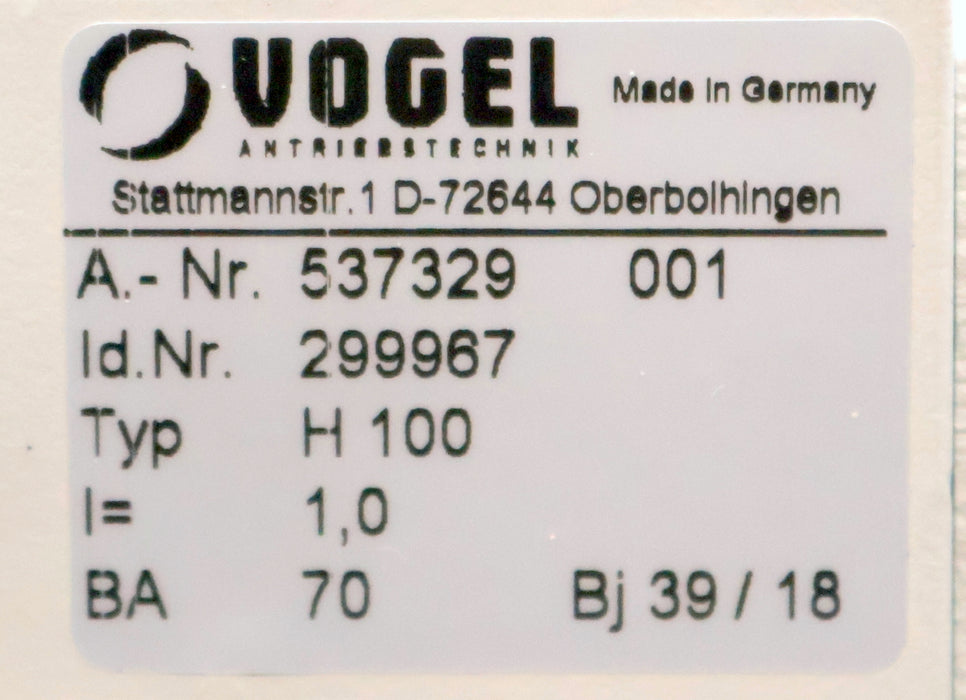 VOGEL
ANTRIEBSTECHNIK
Made in Germany
Stattmannstr.1 D-72644 Oberboihingen
A.- Nr. 537329 001
Id.Nr. 299967
Typ H 100
I= 1,0
BA 70 Bj 39 / 18